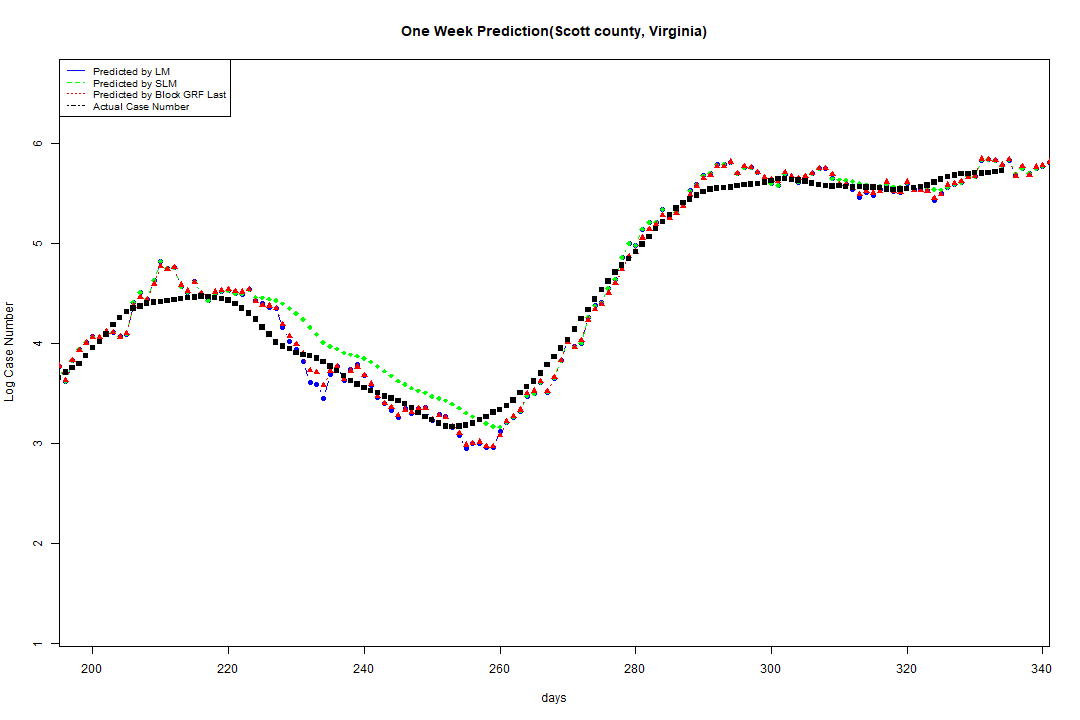 One Week Prediction(Scott county, Virginia)
Predicted by LM
Predicted by SLM
Predicted by Block GRF Last
Actual Case Number
6
5
4
3
2
1
Log Case Number
200 220 240 260 280 300 320 340
days